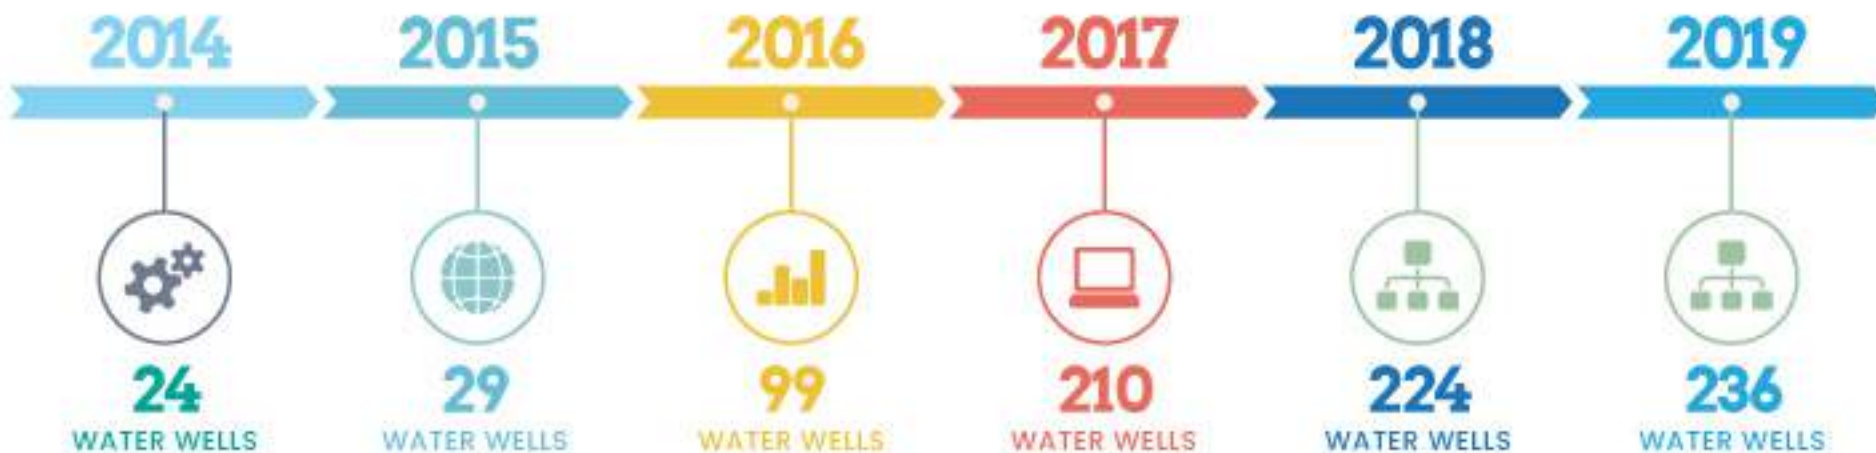 2014 2015 2016 2017 2018 2019
24 29 99 210 224 236
WATER WELLS WATER WELLS WATER WELLS WATER WELLS WATER WELLS WATER WELLS